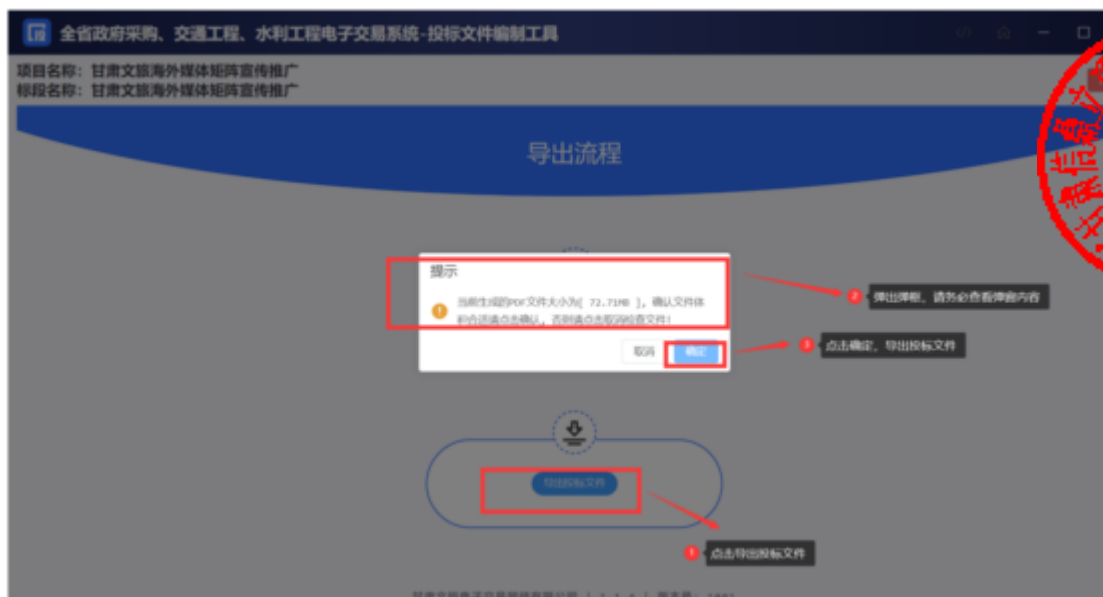 全省政府采购、交通工程、水利工程电子交易系统-投标文件编制工具
项目名称：甘肃文旅海外媒体矩阵宣传推广
标段名称：甘肃文旅海外媒体矩阵宣传推广
导出流程
提示
当前生成的PDF文件大小为[ 72.71MB ]，确认文件体
积合适请点击确认，否则请点击取消检查文件！
取消 确定
2 弹出弹框，请务必查看弹窗内容
3 点击确定，导出投标文件
导出投标文件
1 点击导出投标文件